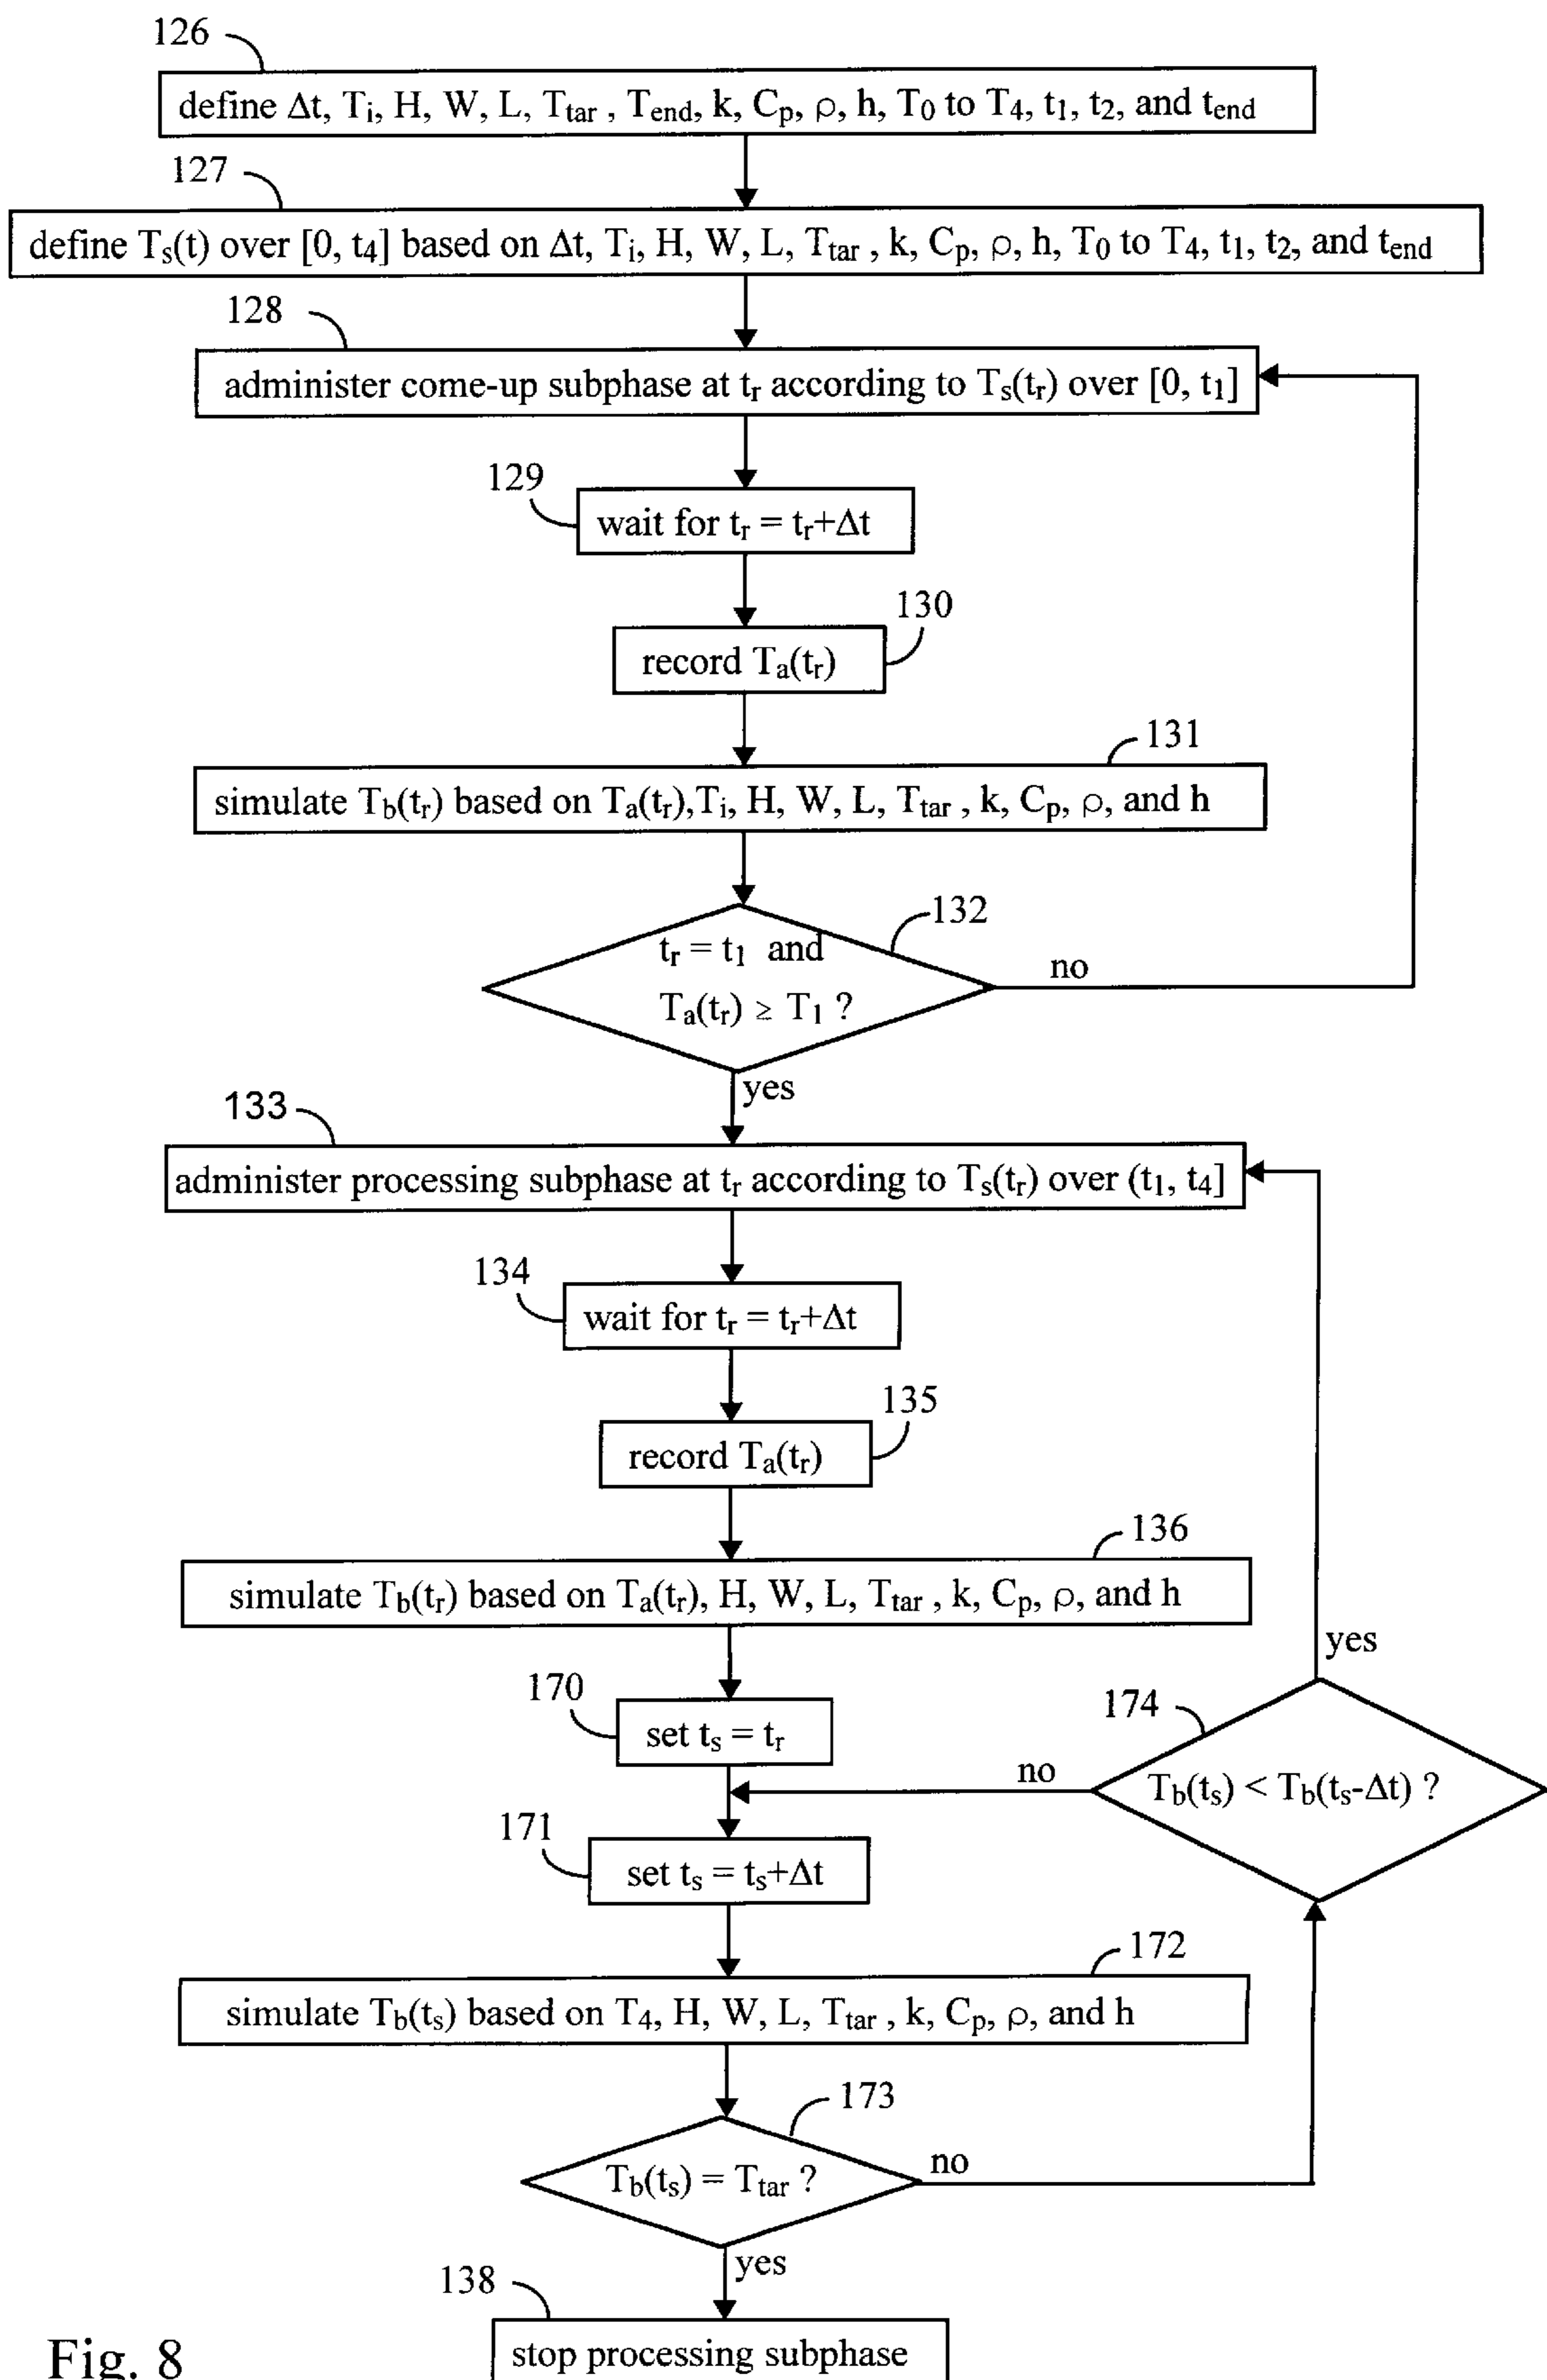 126
define Δt, Ti, H, W, L, Ttar , Tend, k, Cp, ρ, h, T0 to T4, t1, t2, and tend
127
define Ts(t) over [0, t4] based on Δt, Ti, H, W, L, Ttar , k, Cp, ρ, h, T0 to T4, t1, t2, and tend
128
administer come-up subphase at tr according to Ts(tr) over [0, t1]
129
wait for tr = tr+Δt
130
record Ta(tr)
131
simulate Tb(tr) based on Ta(tr),Ti, H, W, L, Ttar , k, Cp, ρ, and h
132
tr = t1 and
Ta(tr) ≥ T1 ?
no
yes
133
administer processing subphase at tr according to Ts(tr) over (t1, t4]
134
wait for tr = tr+Δt
135
record Ta(tr)
136
simulate Tb(tr) based on Ta(tr), H, W, L, Ttar , k, Cp, ρ, and h
yes
170
set ts = tr
174
Tb(ts) < Tb(ts-Δt) ?
no
171
set ts = ts+Δt
172
simulate Tb(ts) based on T4, H, W, L, Ttar , k, Cp, ρ, and h
173
Tb(ts) = Ttar ?
no
yes
138
stop processing subphase
Fig. 8